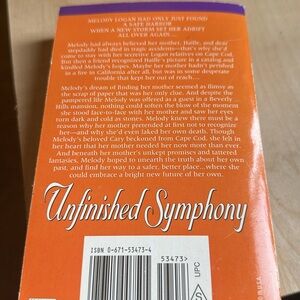 MELODY LOGAN HAD ONLY JUST FOUND
A SAFE HARBOR
WHEN A NEW STORM SET HER ADRIFT
ALL OVER AGAIN...
Melody had always believed her mother, Haille, and dear
stepdaddy had died in tragic accidents—that's why she'd
come to stay with her secretive Logan relatives on Cape Cod.
But then a friend recognized Haille's picture in a catalog and
kindled Melody's hopes. Maybe her mother hadn't perished
in a fire in California after all, but was in some desperate
trouble that kept her out of reach...
Melody's dream of finding her mother seemed as flimsy as
the scrap of paper that was her only clue. And despite the
pampered life Melody was offered as a guest in a Beverly
Hills mansion, nothing could soften the blow of the moment
she stood face-to-face with her mother and saw her eyes
turn dark and cold as stones. Melody knew there must be a
reason why her mother pretended at first not to recognize
her—and why she'd even faked her own death. Though
Melody's beloved Cary beckoned from Cape Cod, she felt in
her heart that her mother needed her now more than ever.
And beneath her mother's unkept promises and tattered
fantasies, Melody hoped to unearth the truth about her own
past, and find her way to a safer, better place...where she
could embrace a bright new future of her own.
Unfinished Symphony
ISBN 0-671-53473-4
53473>
UPC